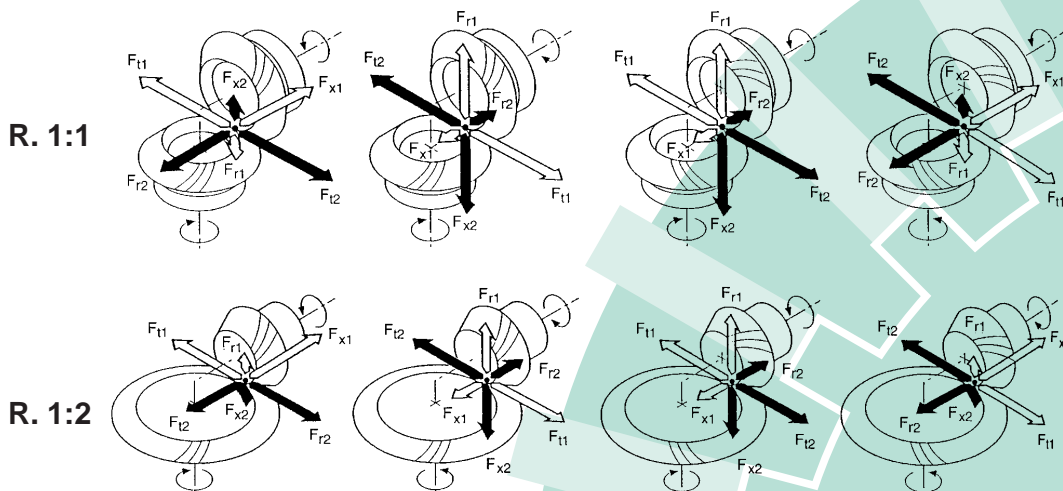 R. 1:1
Ft1 Fx2 Fx1 Fr1 Fr2 Ft2
Fr1 Ft2 Fr2 Fx1 Ft1 Fx2
Fr1 Ft1 Fr2 Fx1 Ft2 Fx2
Ft2 Fx2 Fx1 Fr1 Fr2 Ft1
R. 1:2
Ft1 Fr1 Fx1 Ft2 Fx2 Fr2
Fr1 Ft2 Fr2 Fx1 Ft1 Fx2
Fr1 Ft1 Fr2 Fx1 Ft2 Fx2
Ft2 Fr1 Fx2 Fr2 Ft1